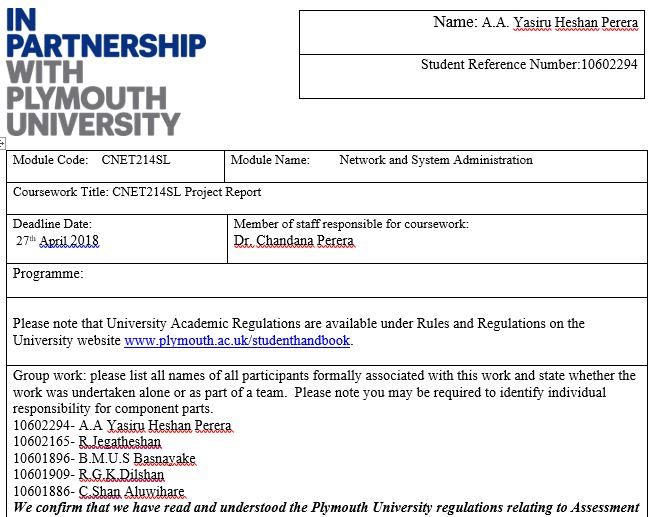 IN
PARTNERSHIP
WITH
PLYMOUTH
UNIVERSITY
Name: A.A. Yasiru Heshan Perera
Student Reference Number:10602294
Module Code: CNET214SL
Module Name: Network and System Administration
Coursework Title: CNET214SL Project Report
Deadline Date:
27th April 2018
Member of staff responsible for coursework:
Dr. Chandana Perera
Programme:
Please note that University Academic Regulations are available under Rules and Regulations on the
University website www.plymouth.ac.uk/studenthandbook.
Group work: please list all names of all participants formally associated with this work and state whether the
work was undertaken alone or as part of a team. Please note you may be required to identify individual
responsibility for component parts.
10602294- A.A Yasiru Heshan Perera
10602165- R.Jegatheshan
10601896- B.M.U.S Basnayake
10601909- R.G.K.Dilshan
10601886- C.Shan Aluwihare
We confirm that we have read and understood the Plymouth University regulations relating to Assessment